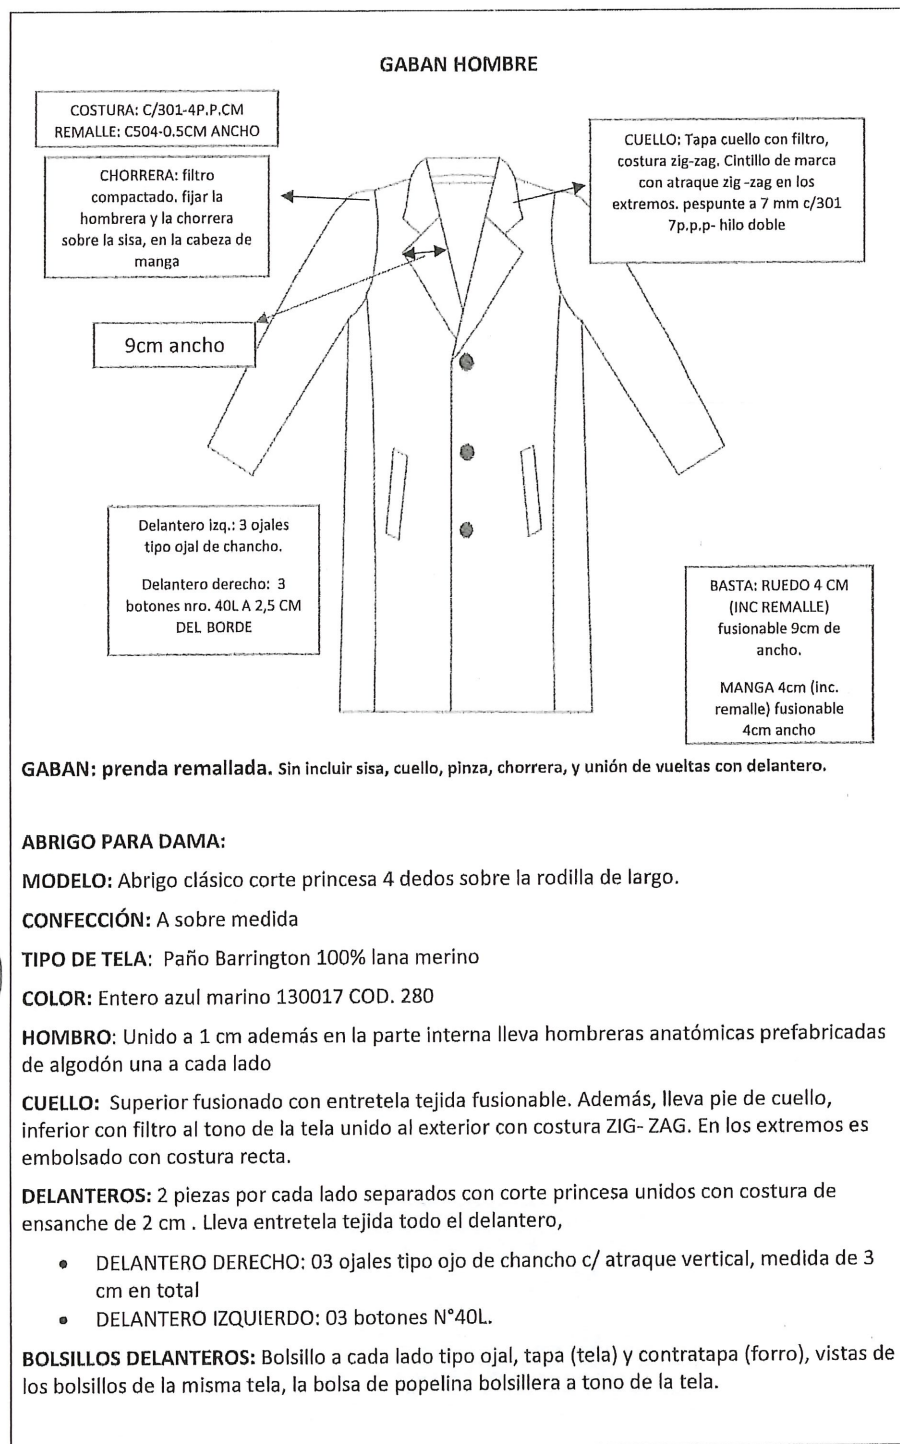 GABAN HOMBRE
COSTURA: C/301-4P.P.CM
REMALLE: C504-0.5CM ANCHO
CHORRERA: filtro
compactado. fijar la
hombrera y la chorrera
sobre la sisa, en la cabeza de
manga
CUELLO: Tapa cuello con filtro,
costura zig-zag. Cintillo de marca
con atraque zig -zag en los
extremos. pespunte a 7 mm c/301
7p.p.p- hilo doble
9cm ancho
Delantero izq.: 3 ojales
tipo ojal de chancho.
Delantero derecho: 3
botones nro. 40L A 2,5 CM
DEL BORDE
BASTA: RUEDO 4 CM
(INC REMALLE)
fusionable 9cm de
ancho.
MANGA 4cm (inc.
remalle) fusionable
4cm ancho
GABAN: prenda remallada. Sin incluir sisa, cuello, pinza, chorrera, y unión de vueltas con delantero.
ABRIGO PARA DAMA:
MODELO: Abrigo clásico corte princesa 4 dedos sobre la rodilla de largo.
CONFECCIÓN: A sobre medida
TIPO DE TELA: Paño Barrington 100% lana merino
COLOR: Entero azul marino 130017 COD. 280
HOMBRO: Unido a 1 cm además en la parte interna lleva hombreras anatómicas prefabricadas
de algodón una a cada lado
CUELLO: Superior fusionado con entretela tejida fusionable. Además, lleva pie de cuello,
inferior con filtro al tono de la tela unido al exterior con costura ZIG- ZAG. En los extremos es
embolsado con costura recta.
DELANTEROS: 2 piezas por cada lado separados con corte princesa unidos con costura de
ensanche de 2 cm . Lleva entretela tejida todo el delantero,
• DELANTERO DERECHO: 03 ojales tipo ojo de chancho c/ atraque vertical, medida de 3
cm en total
• DELANTERO IZQUIERDO: 03 botones N°40L.
BOLSILLOS DELANTEROS: Bolsillo a cada lado tipo ojal, tapa (tela) y contratapa (forro), vistas de
los bolsillos de la misma tela, la bolsa de popelina bolsillera a tono de la tela.